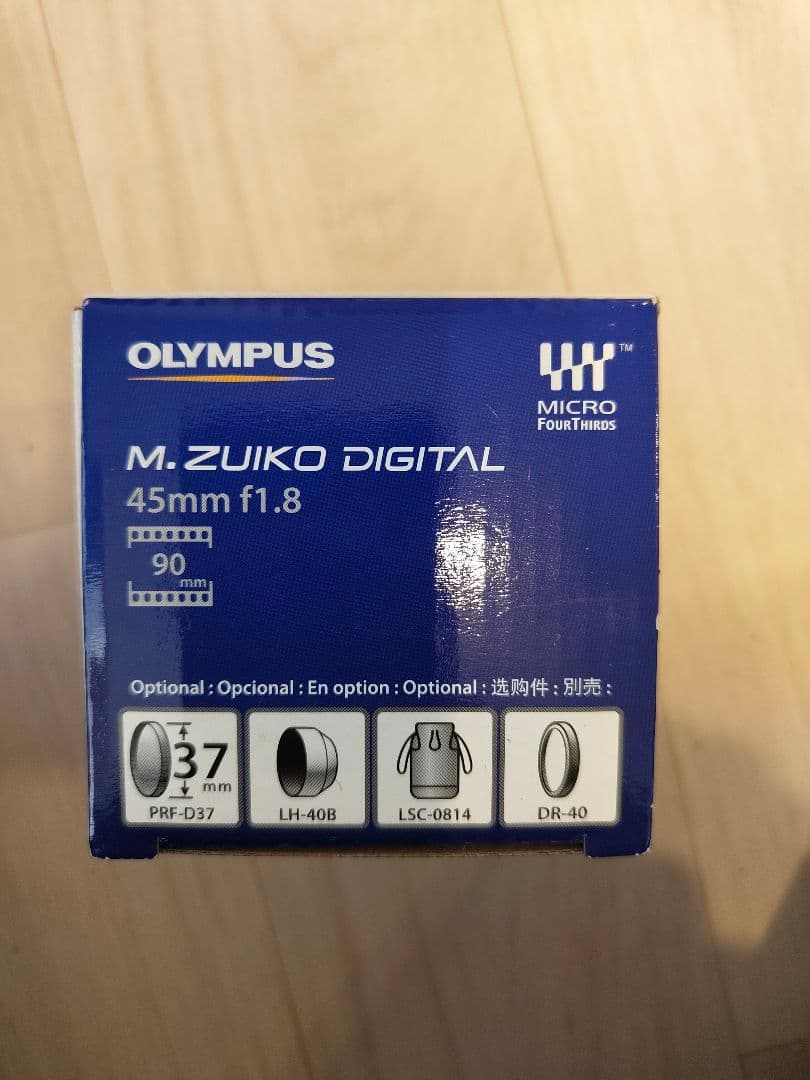 OLYMPUS
MICRO
FOURTHIRDS
TM
M.ZUIKO DIGITAL
45mm f1.8
90
mm
Optional : Opcional : En option : Optional : 选购件 : 別売 :
37
mm
PRF-D37
LH-40B
LSC-0814
DR-40